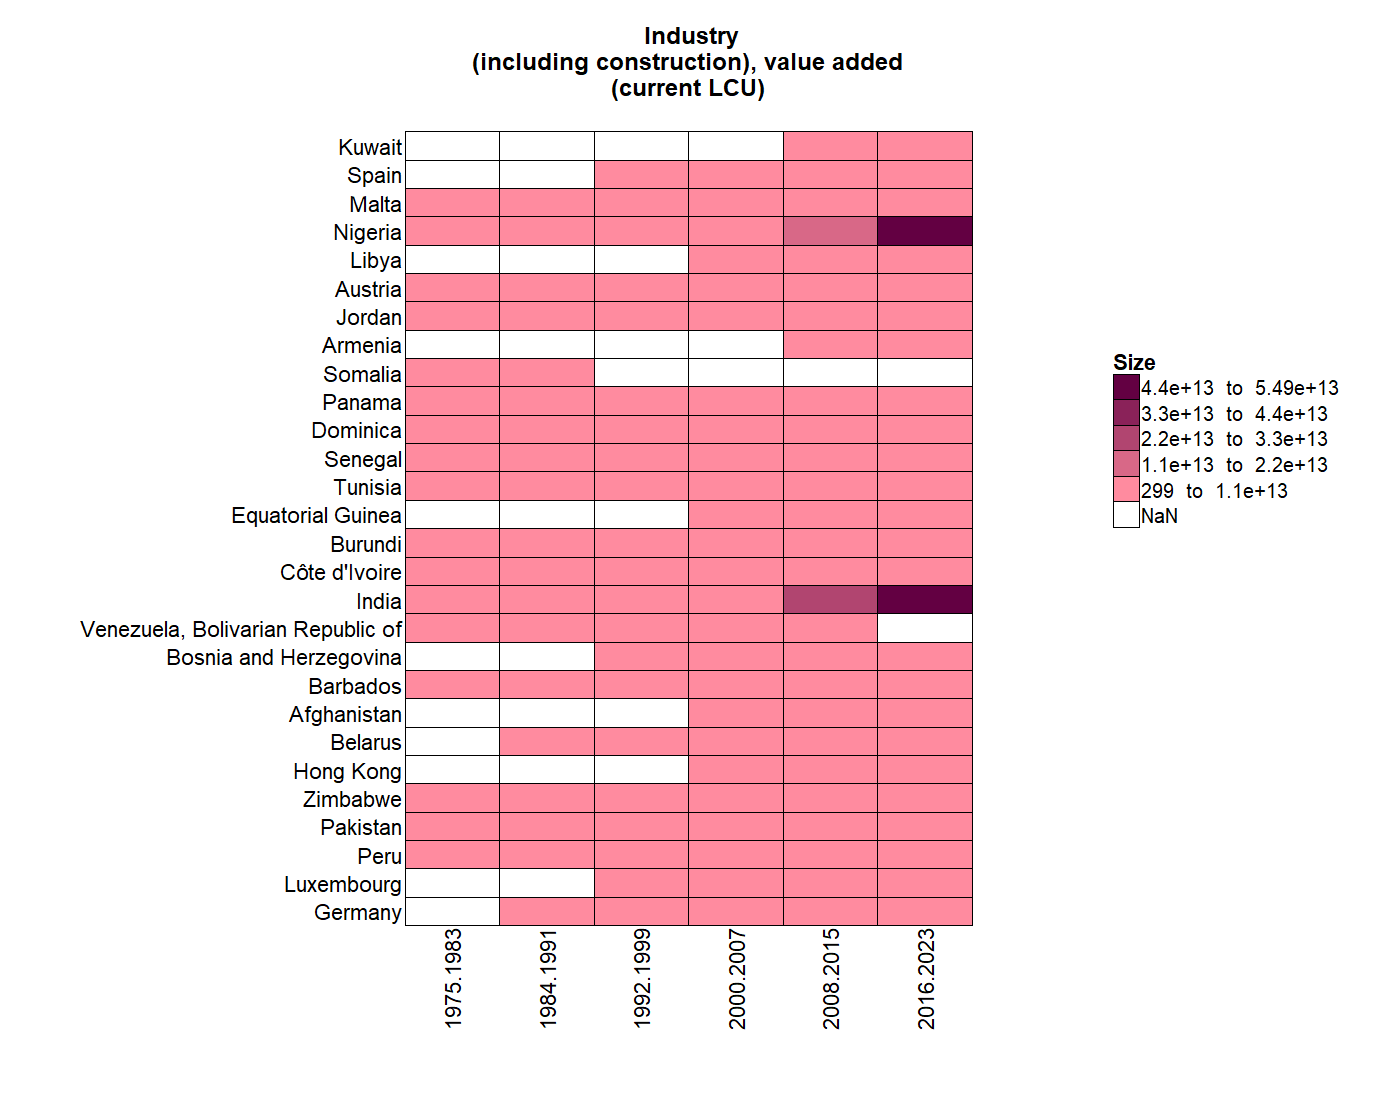 Industry
(including construction), value added
(current LCU)
Kuwait
Spain
Malta
Nigeria
Libya
Austria
Jordan
Armenia
Somalia
Panama
Dominica
Senegal
Tunisia
Equatorial Guinea
Burundi
Côte d'Ivoire
India
Venezuela, Bolivarian Republic of
Bosnia and Herzegovina
Barbados
Afghanistan
Belarus
Hong Kong
Zimbabwe
Pakistan
Peru
Luxembourg
Germany
1975.1983
1984.1991
1992.1999
2000.2007
2008.2015
2016.2023
Size
4.4e+13 to 5.49e+13
3.3e+13 to 4.4e+13
2.2e+13 to 3.3e+13
1.1e+13 to 2.2e+13
299 to 1.1e+13
NaN